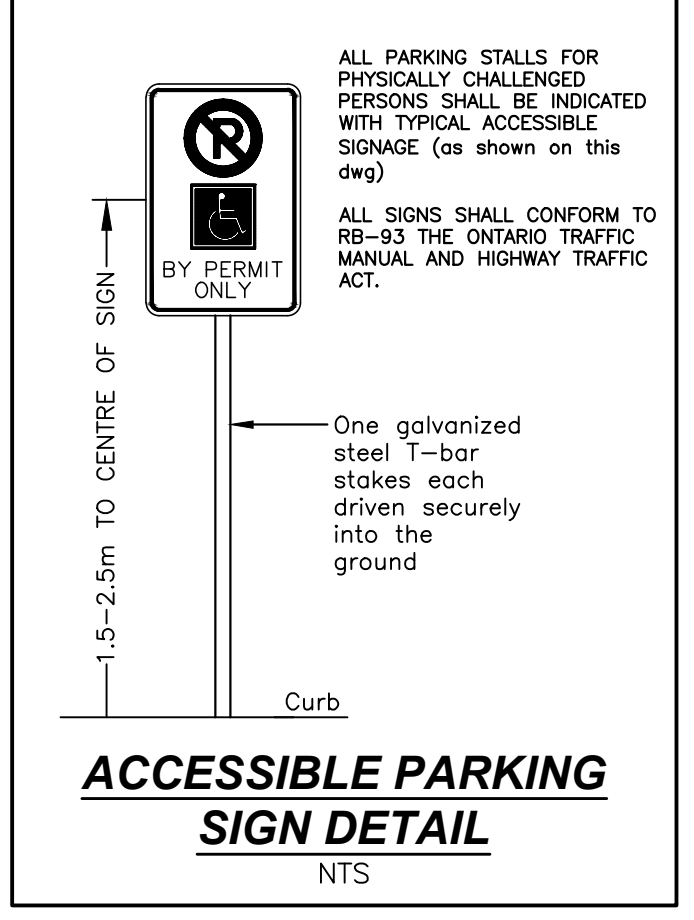 ALL PARKING STALLS FOR
PHYSICALLY CHALLENGED
PERSONS SHALL BE INDICATED
WITH TYPICAL ACCESSIBLE
SIGNAGE (as shown on this
dwg)
ALL SIGNS SHALL CONFORM TO
RB-93 THE ONTARIO TRAFFIC
MANUAL AND HIGHWAY TRAFFIC
ACT.
P
BY PERMIT
ONLY
1.5-2.5m TO CENTRE OF SIGN
One galvanized
steel T-bar
stakes each
driven securely
into the
ground
Curb
ACCESSIBLE PARKING
SIGN DETAIL
NTS